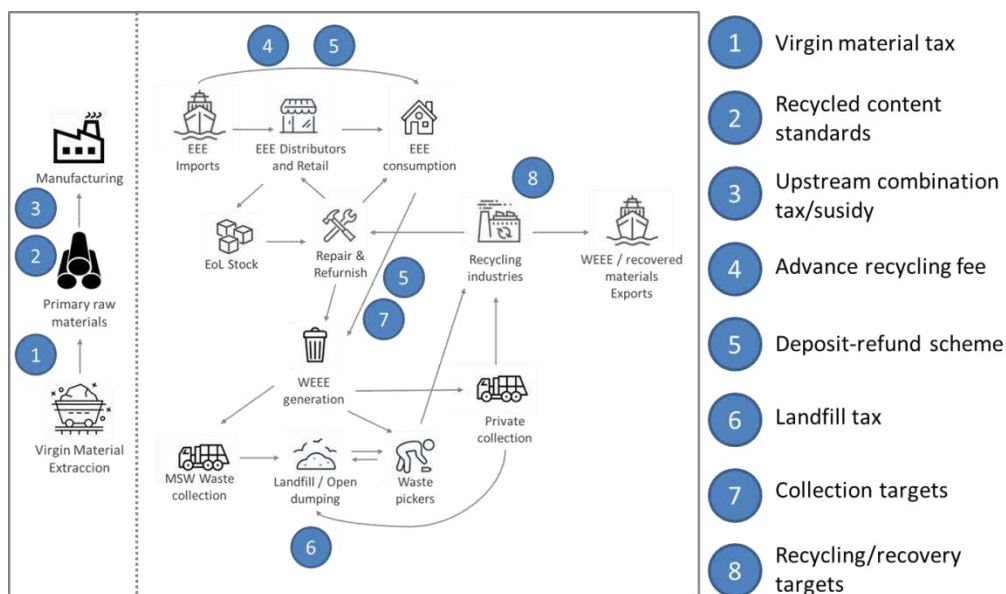 4
5
EEE
Imports
EEE Distributors
and Retail
EEE
consumption
Manufacturing
3
2
Primary raw
materials
1
Virgin Material
Extraccion
EoL Stock
Repair &
Refurnish
8
Recycling
industries
WEEE / recovered
materials
Exports
5
7
WEEE
generation
Private
collection
MSW Waste
collection
Landfill / Open
dumping
Waste
pickers
6
1 Virgin material tax
2 Recycled content
standards
3 Upstream combination
tax/susidy
4 Advance recycling fee
5 Deposit-refund scheme
6 Landfill tax
7 Collection targets
8 Recycling/recovery
targets